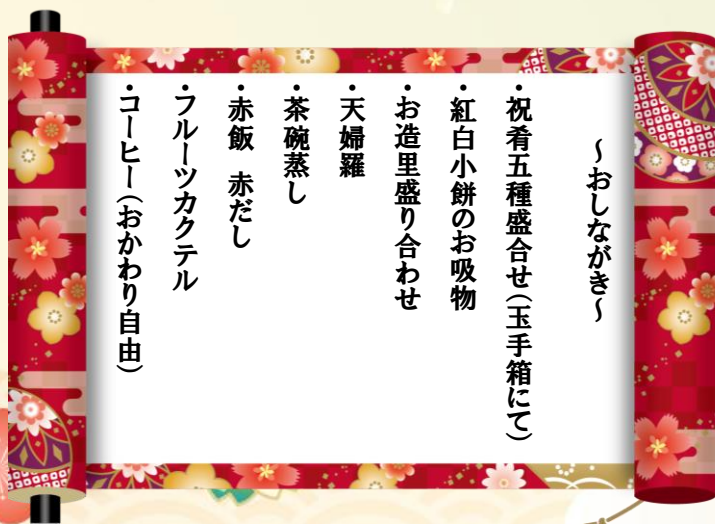 ～おしながき～
・祝肴五種盛合せ(玉手箱にて)
・紅白小餅のお吸物
・お造里盛り合わせ
・天婦羅
・茶碗蒸し
・赤飯　赤だし
・フルーツカクテル
・コーヒー(おかわり自由)